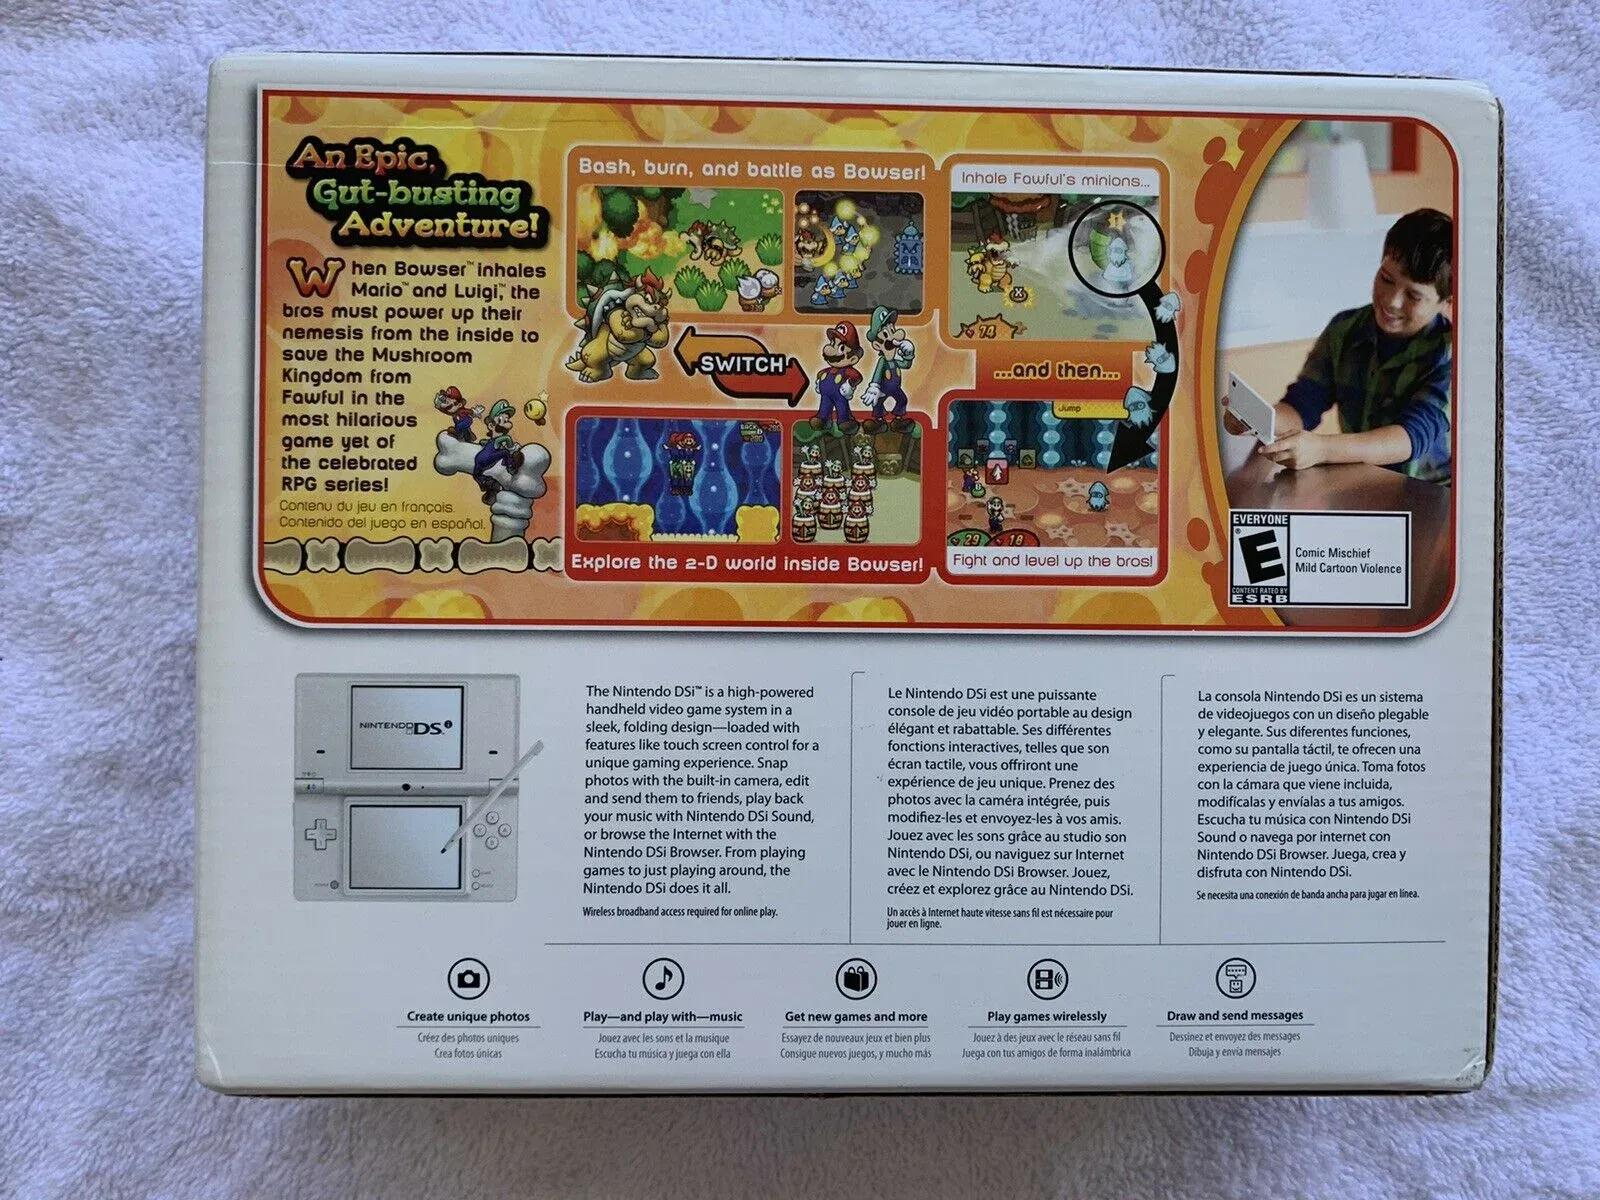 An Epic,
Gut-busting
Adventure!
When Bowser™ inhales
Mario™ and Luigi™, the
bros must power up their
nemesis from the inside to
save the Mushroom
Kingdom from
Fawful in the
most hilarious
game yet of
the celebrated
RPG series!
Contenu du jeu en français.
Contenido del juego en español.
Bash, burn, and battle as Bowser!
SWITCH
BACK
Explore the 2-D world inside Bowser!
Inhale Fawful's minions...
74
...and then...
Jump
29
18
Fight and level up the bros!
EVERYONE
E
CONTENT RATED BY
ESRB
Comic Mischief
Mild Cartoon Violence
NINTENDO DSi
The Nintendo DSi™ is a high-powered
handheld video game system in a
sleek, folding design—loaded with
features like touch screen control for a
unique gaming experience. Snap
photos with the built-in camera, edit
and send them to friends, play back
your music with Nintendo DSi Sound,
or browse the Internet with the
Nintendo DSi Browser. From playing
games to just playing around, the
Nintendo DSi does it all.
Wireless broadband access required for online play.
Le Nintendo DSi est une puissante
console de jeu vidéo portable au design
élégant et rabattable. Ses différentes
fonctions interactives, telles que son
écran tactile, vous offriront une
expérience de jeu unique. Prenez des
photos avec la caméra intégrée, puis
modifiez-les et envoyez-les à vos amis.
Jouez avec les sons grâce au studio son
Nintendo DSi, ou naviguez sur Internet
avec le Nintendo DSi Browser. Jouez,
créez et explorez grâce au Nintendo DSi.
Un accès à Internet haute vitesse sans fil est nécessaire pour
jouer en ligne.
La consola Nintendo DSi es un sistema
de videojuegos con un diseño plegable
y elegante. Sus diferentes funciones,
como su pantalla táctil, te ofrecen una
experiencia de juego única. Toma fotos
con la cámara que viene incluida,
modifícalas y envíalas a tus amigos.
Escucha tu música con Nintendo DSi
Sound o navega por internet con
Nintendo DSi Browser. Juega, crea y
disfruta con Nintendo DSi.
Se necesita una conexión de banda ancha para jugar en línea.
Create unique photos
Créez des photos uniques
Crea fotos únicas
Play—and play with—music
Jouez avec les sons et la musique
Escucha tu música y juega con ella
Get new games and more
Essayez de nouveaux jeux et bien plus
Consigue nuevos juegos, y mucho más
Play games wirelessly
Jouez à des jeux avec le réseau sans fil
Juega con tus amigos de forma inalámbrica
Draw and send messages
Dessinez et envoyez des messages
Dibuja y envía mensajes